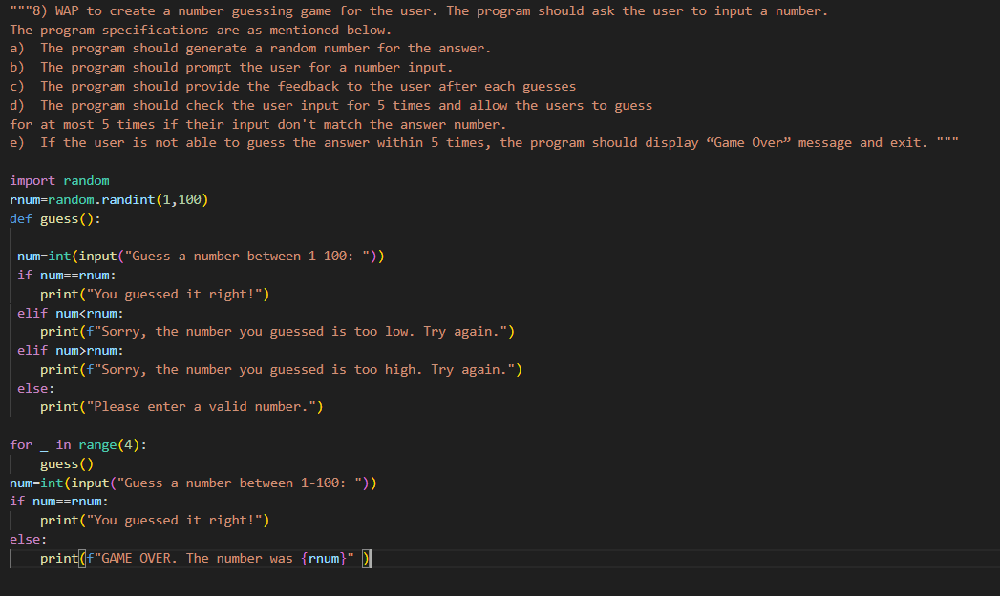 """8) WAP to create a number guessing game for the user. The program should ask the user to input a number.
The program specifications are as mentioned below.
a)  The program should generate a random number for the answer.
b)  The program should prompt the user for a number input.
c)  The program should provide the feedback to the user after each guesses
d)  The program should check the user input for 5 times and allow the users to guess
for at most 5 times if their input don't match the answer number.
e)  If the user is not able to guess the answer within 5 times, the program should display “Game Over” message and exit. """

import random
rnum=random.randint(1,100)
def guess():

 num=int(input("Guess a number between 1-100: "))
 if num==rnum:
    print("You guessed it right!")
 elif num<rnum:
    print(f"Sorry, the number you guessed is too low. Try again.")
 elif num>rnum:
    print(f"Sorry, the number you guessed is too high. Try again.")
 else:
    print("Please enter a valid number.")

for _ in range(4):
    guess()
num=int(input("Guess a number between 1-100: "))
if num==rnum:
    print("You guessed it right!")
else:
    print(f"GAME OVER. The number was {rnum}" )